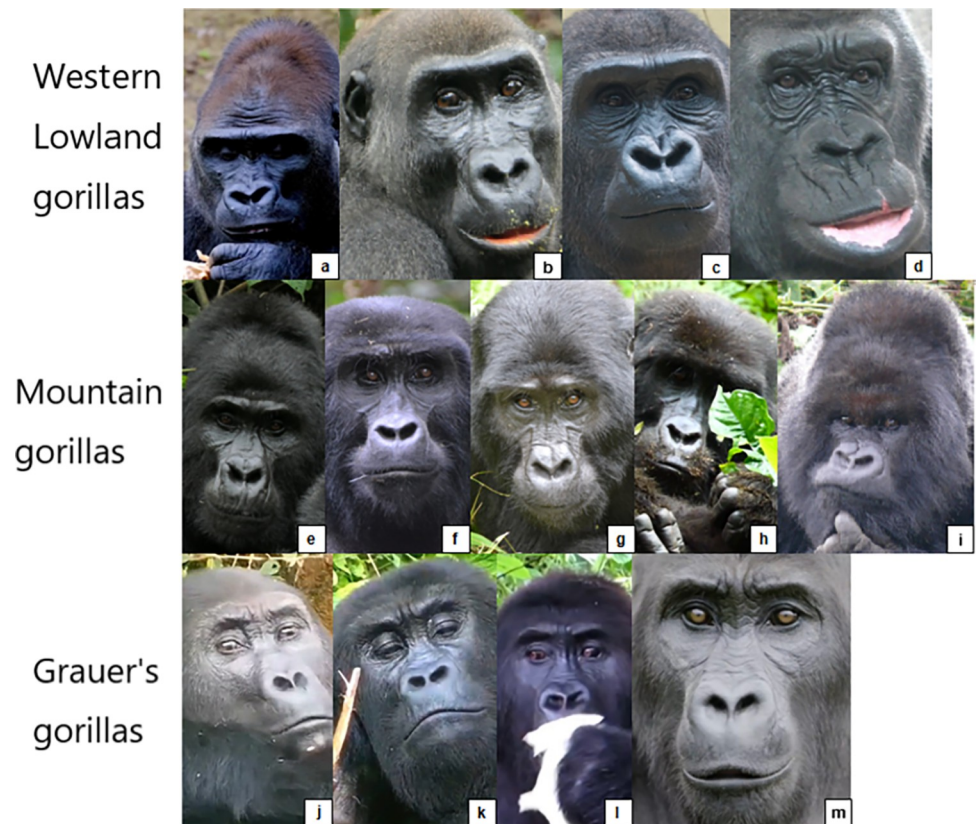 Western
Lowland
gorillas
a
b
c
d
Mountain
gorillas
e
f
g
h
i
Grauer's
gorillas
j
k
l
m